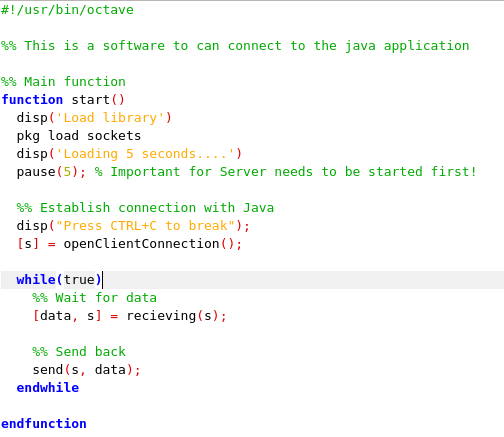 #!/usr/bin/octave
%% This is a software to can connect to the java application
%% Main function
function start()
disp('Load library')
pkg load sockets
disp('Loading 5 seconds....')
pause(5); % Important for Server needs to be started first!
%% Establish connection with Java
disp("Press CTRL+C to break");
[s] = openClientConnection();
while(true)
%% Wait for data
[data, s] = recieving(s);
%% Send back
send(s, data);
endwhile
endfunction